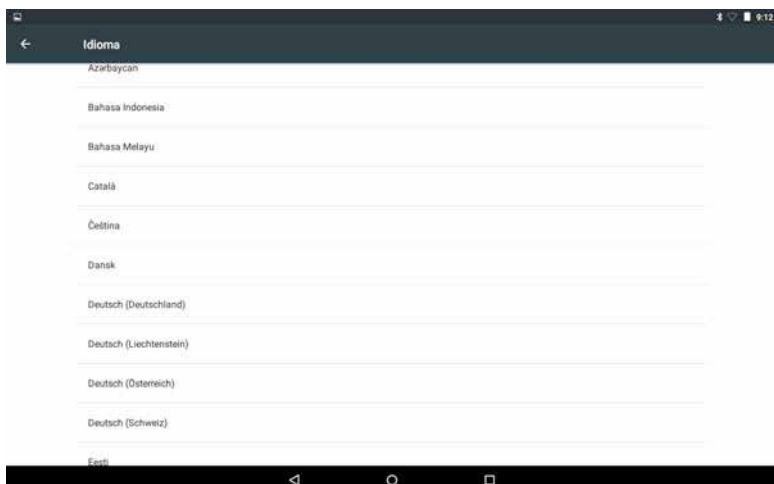 9:12
Idioma
Azərbaycan
Bahasa Indonesia
Bahasa Melayu
Català
Čeština
Dansk
Deutsch (Deutschland)
Deutsch (Liechtenstein)
Deutsch (Österreich)
Deutsch (Schweiz)
Eesti